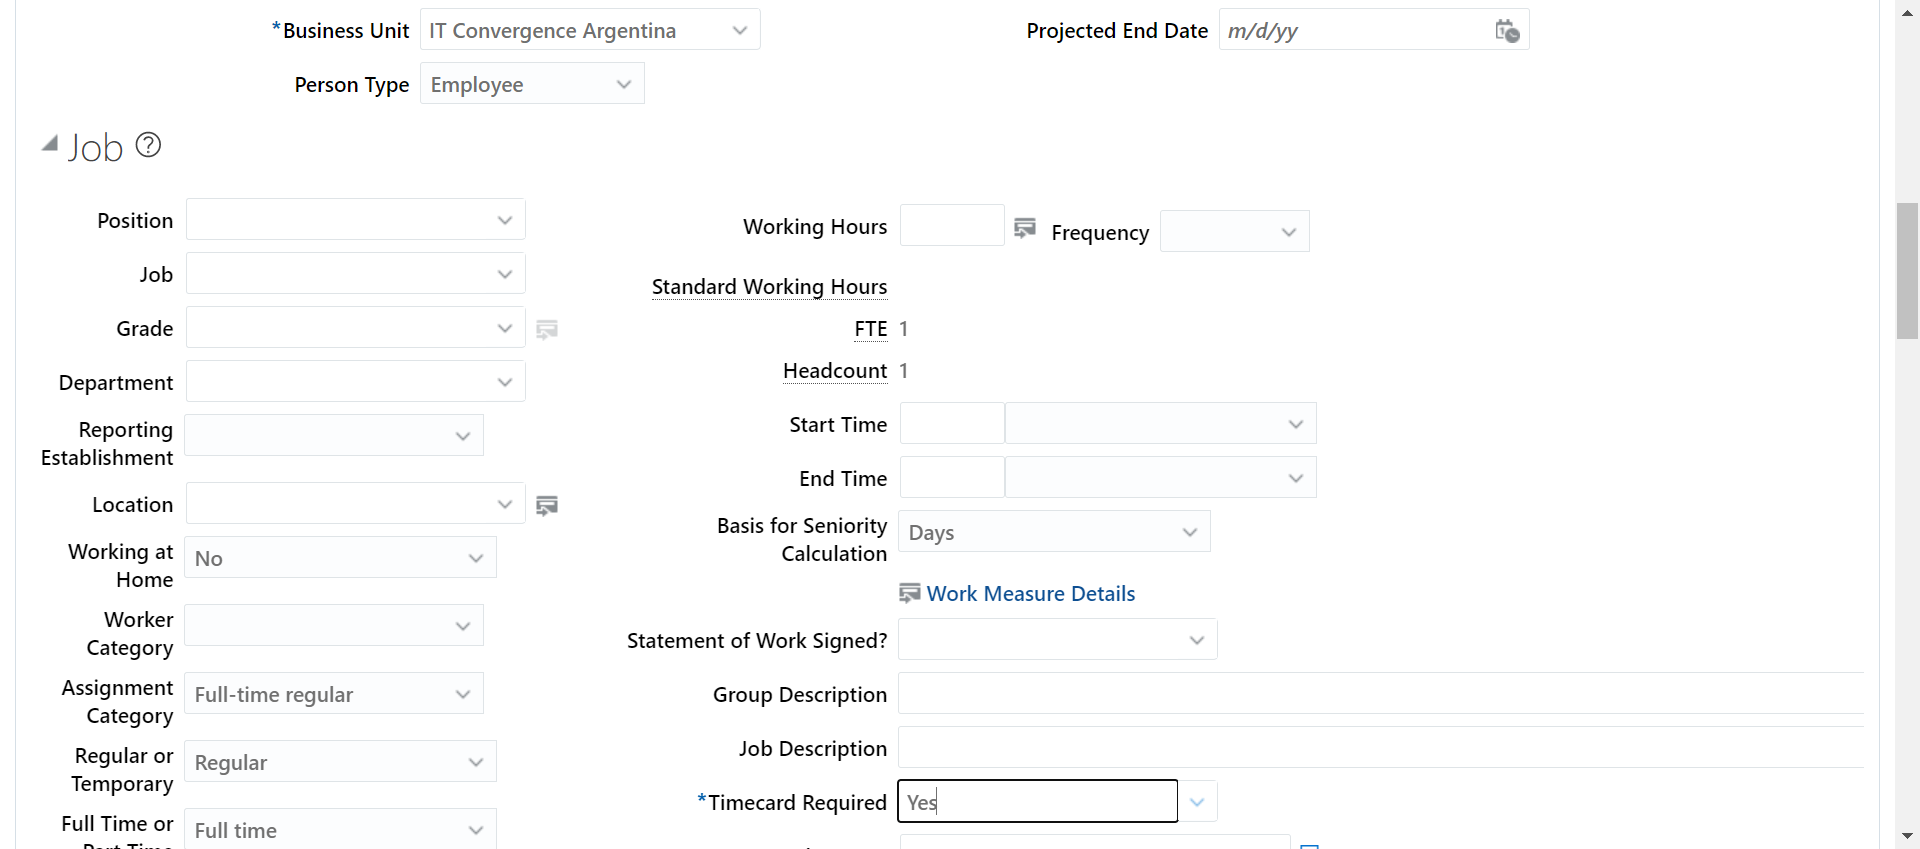 *Business Unit IT Convergence Argentina
Projected End Date m/d/yy
Person Type Employee
Job ?
Position
Job
Grade
Department
Reporting
Establishment
Location
Working at
Home No
Worker
Category
Assignment
Category Full-time regular
Regular or
Temporary Regular
Full Time or Full time
Working Hours
Frequency
Standard Working Hours
FTE 1
Headcount 1
Start Time
End Time
Basis for Seniority
Calculation Days
Work Measure Details
Statement of Work Signed?
Group Description
Job Description
*Timecard Required Yes